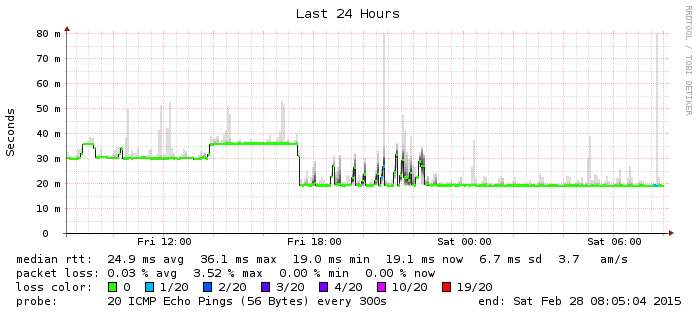 Last 24 Hours
RRDTOOL / TOBI OETIKER
Seconds
80 m
70 m
60 m
50 m
40 m
30 m
20 m
10 m
0
Fri 12:00 Fri 18:00 Sat 00:00 Sat 06:00
median rtt: 24.9 ms avg 36.1 ms max 19.0 ms min 19.1 ms now 6.7 ms sd 3.7 am/s
packet loss: 0.03 % avg 3.52 % max 0.00 % min 0.00 % now
loss color: 0 1/20 2/20 3/20 4/20 10/20 19/20
probe: 20 ICMP Echo Pings (56 Bytes) every 300s end: Sat Feb 28 08:05:04 2015